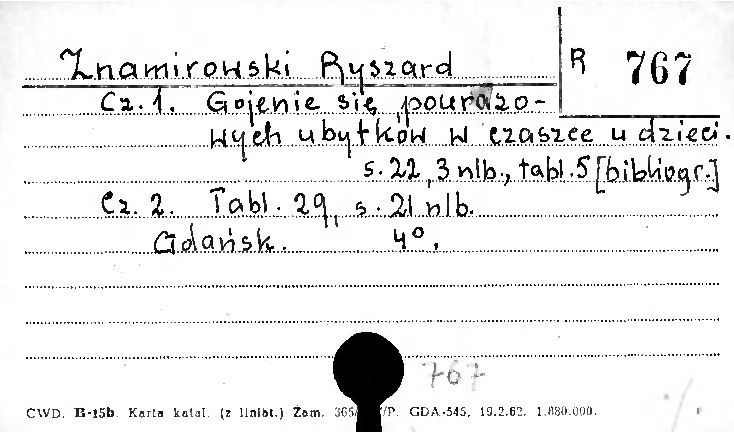 Znamirowski Ryszard R 767
Cz. 1. Gojenie się pourazo-
wych ubytków w czaszce u dzieci.
s. 22, 3 nlb., tabl. 5 [bibliogr.]
Cz. 2. Tabl. 29, s. 21 nlb.
Gdańsk. 4°.
767
CWD. B-15b. Karta katal. (z liniat.) Zam. /P. GDA-545. 19.2.62. 1.880.000.